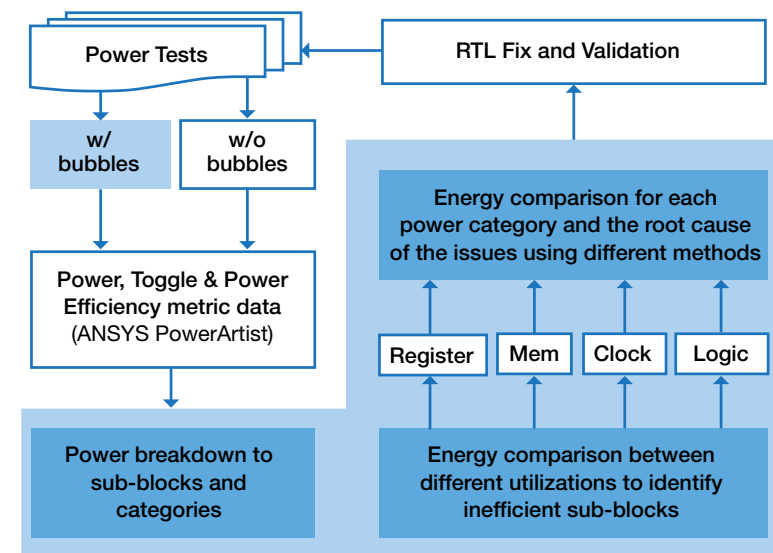 Power Tests
RTL Fix and Validation
w/
bubbles
w/o
bubbles
Energy comparison for each
power category and the root cause
of the issues using different methods
Power, Toggle & Power
Efficiency metric data
(ANSYS PowerArtist)
Register
Mem
Clock
Logic
Power breakdown to
sub-blocks and
categories
Energy comparison between
different utilizations to identify
inefficient sub-blocks